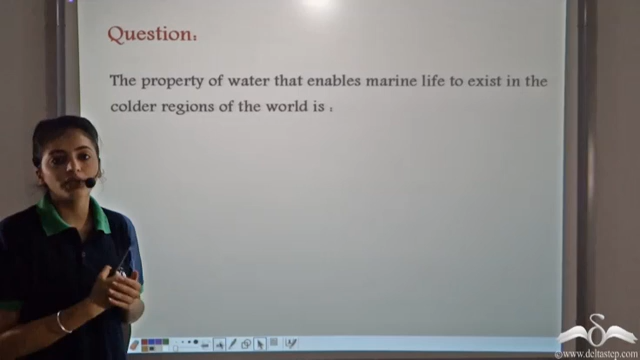 Question:
The property of water that enables marine life to exist in the
colder regions of the world is :
©www.deltastep.com